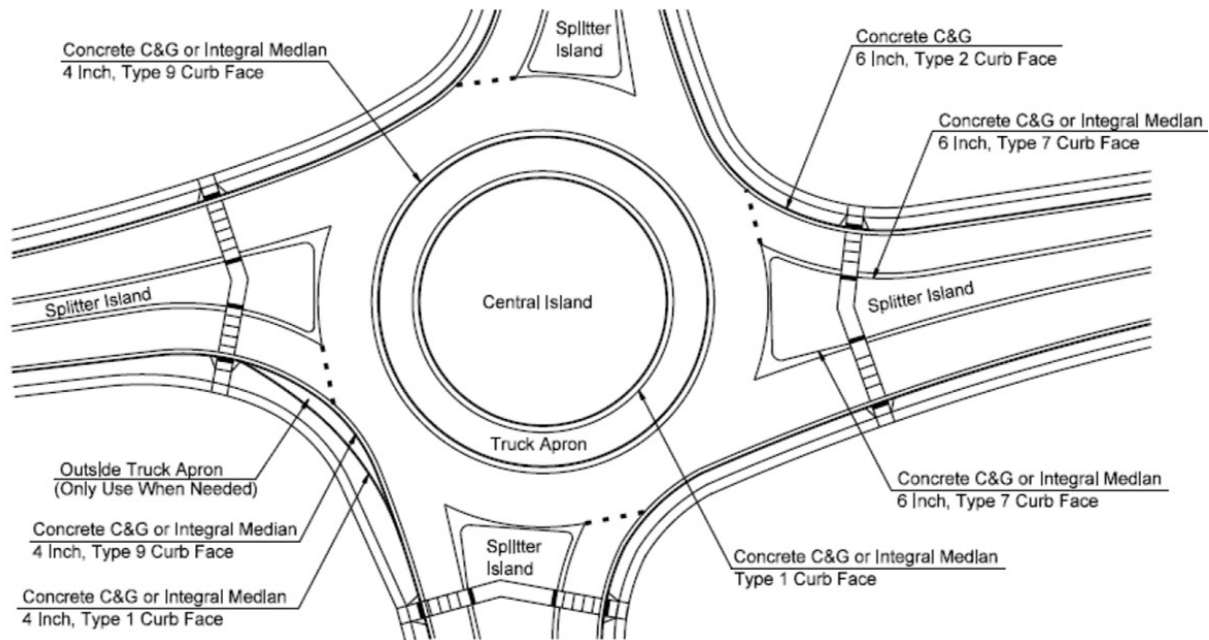 Splitter
Island
Concrete C&G or Integral Median
4 Inch, Type 9 Curb Face
Concrete C&G
6 Inch, Type 2 Curb Face
Concrete C&G or Integral Median
6 Inch, Type 7 Curb Face
Splitter Island
Central Island
Splitter Island
Truck Apron
Outside Truck Apron
(Only Use When Needed)
Concrete C&G or Integral Median
6 Inch, Type 7 Curb Face
Concrete C&G or Integral Median
4 Inch, Type 9 Curb Face
Splitter
Island
Concrete C&G or Integral Median
Type 1 Curb Face
Concrete C&G or Integral Median
4 Inch, Type 1 Curb Face